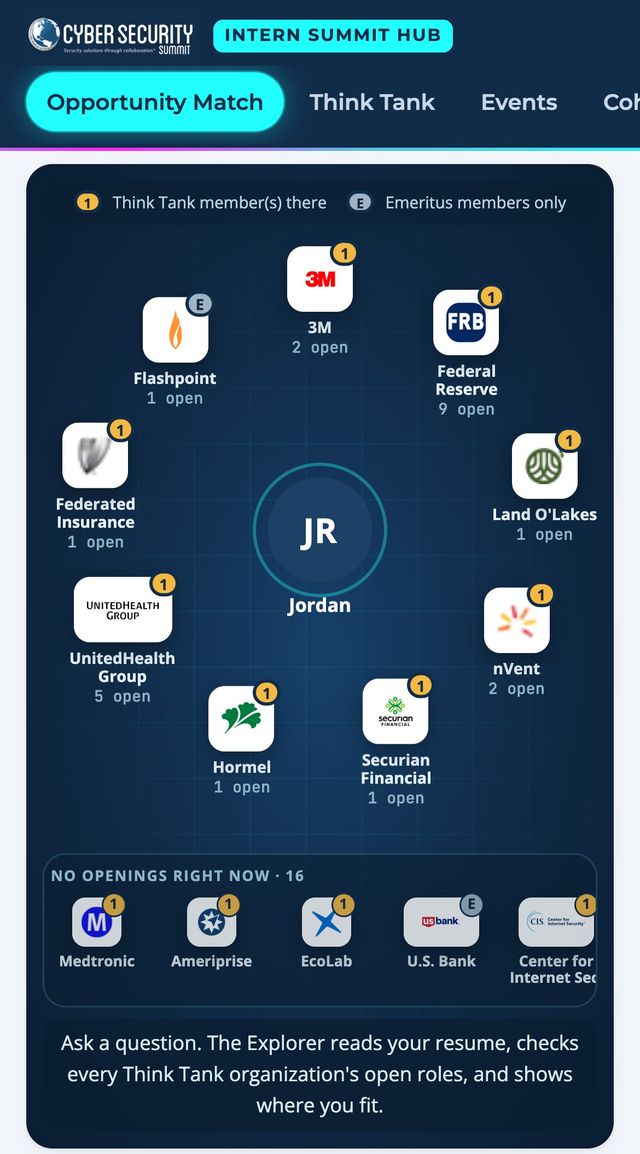 CYBER SECURITY
SUMMIT
Security solutions through collaboration
INTERN SUMMIT HUB
Opportunity Match
Think Tank
Events
Coh
1 Think Tank member(s) there
E Emeritus members only
1
3M
3M
2 open
E
Flashpoint
1 open
1
FRB
Federal
Reserve
9 open
1
Federated
Insurance
1 open
1
Land O'Lakes
1 open
JR
Jordan
1
UNITEDHEALTH
GROUP
UnitedHealth
Group
5 open
1
nVent
2 open
1
Hormel
1 open
1
securian
FINANCIAL
Securian
Financial
1 open
NO OPENINGS RIGHT NOW · 16
1
M
Medtronic
1
Ameriprise
1
EcoLab
E
usbank
U.S. Bank
1
CIS. Center for
Internet Security
Center for
Internet Sec
Ask a question. The Explorer reads your resume, checks
every Think Tank organization's open roles, and shows
where you fit.